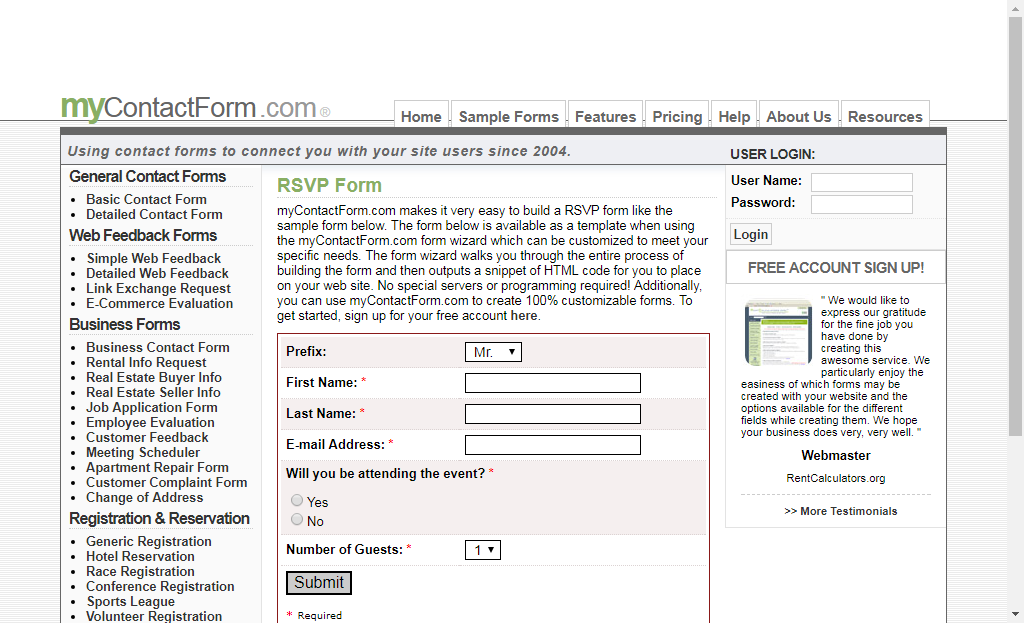 myContactForm.com®
Home
Sample Forms
Features
Pricing
Help
About Us
Resources
Using contact forms to connect you with your site users since 2004.
General Contact Forms
Basic Contact Form
Detailed Contact Form
Web Feedback Forms
Simple Web Feedback
Detailed Web Feedback
Link Exchange Request
E-Commerce Evaluation
Business Forms
Business Contact Form
Rental Info Request
Real Estate Buyer Info
Real Estate Seller Info
Job Application Form
Employee Evaluation
Customer Feedback
Meeting Scheduler
Apartment Repair Form
Customer Complaint Form
Change of Address
Registration & Reservation
Generic Registration
Hotel Reservation
Race Registration
Conference Registration
Sports League
Volunteer Registration
RSVP Form
myContactForm.com makes it very easy to build a RSVP form like the
sample form below. The form below is available as a template when using
the myContactForm.com form wizard which can be customized to meet your
specific needs. The form wizard walks you through the entire process of
building the form and then outputs a snippet of HTML code for you to place
on your web site. No special servers or programming required! Additionally,
you can use myContactForm.com to create 100% customizable forms. To
get started, sign up for your free account here.
Prefix: Mr.
First Name: *
Last Name: *
E-mail Address: *
Will you be attending the event? *
Yes
No
Number of Guests: * 1
Submit
* Required
USER LOGIN:
User Name:
Password:
Login
FREE ACCOUNT SIGN UP!
" We would like to
express our gratitude
for the fine job you
have done by
creating this
awesome service. We
particularly enjoy the
easiness of which forms may be
created with your website and the
options available for the different
fields while creating them. We hope
your business does very, very well. "
Webmaster
RentCalculators.org
>> More Testimonials